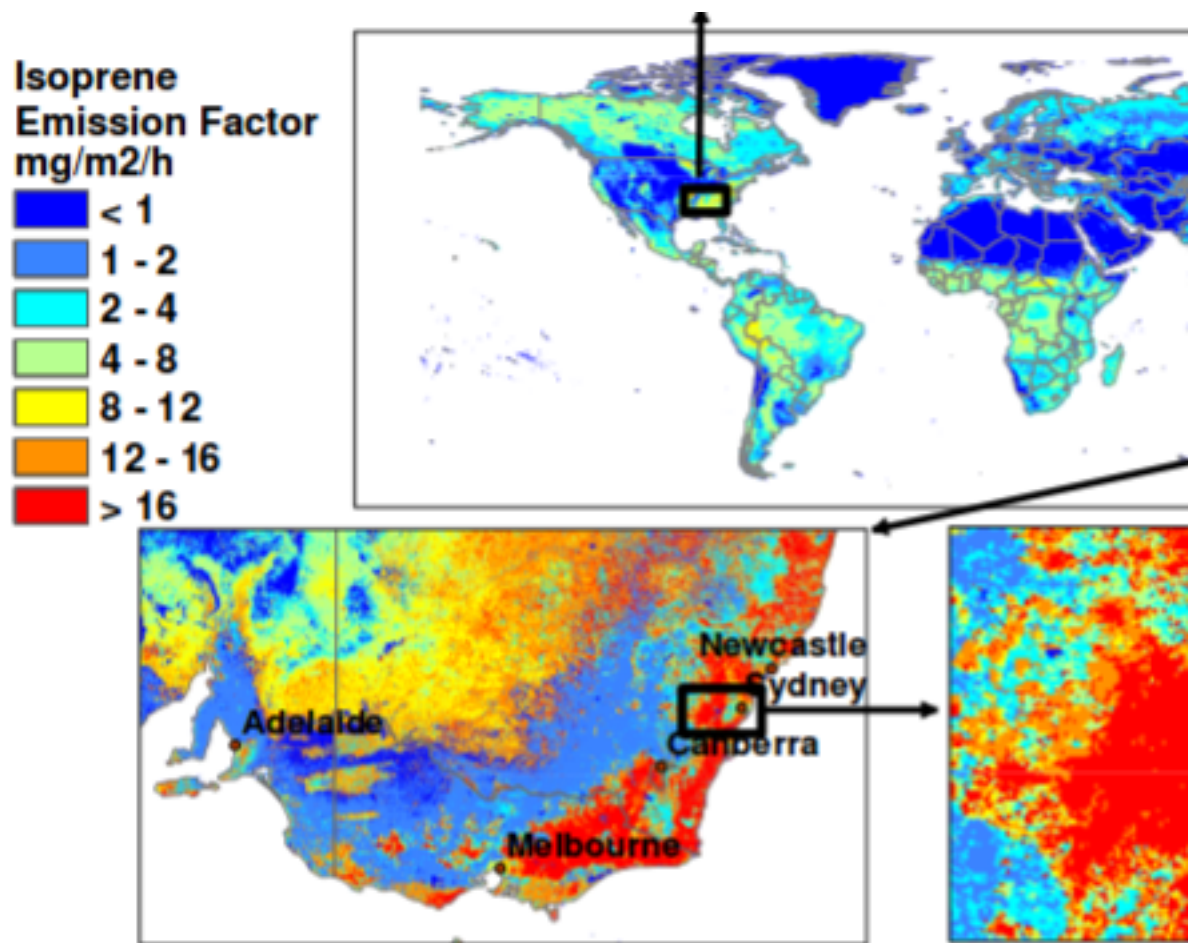 Isoprene
Emission Factor
mg/m2/h
< 1
1 - 2
2 - 4
4 - 8
8 - 12
12 - 16
> 16
Newcastle
Sydney
Adelaide
Canberra
Melbourne